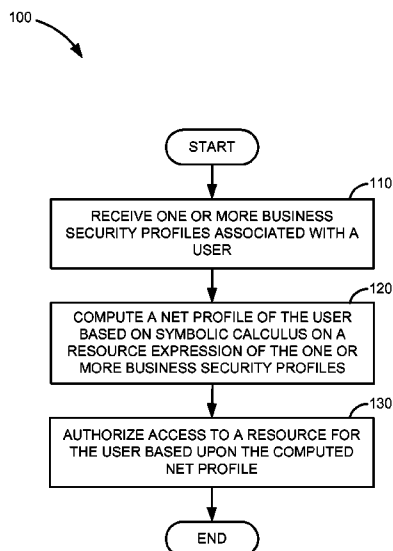 100
START
110
RECEIVE ONE OR MORE BUSINESS
SECURITY PROFILES ASSOCIATED WITH A
USER
120
COMPUTE A NET PROFILE OF THE USER
BASED ON SYMBOLIC CALCULUS ON A
RESOURCE EXPRESSION OF THE ONE OR
MORE BUSINESS SECURITY PROFILES
130
AUTHORIZE ACCESS TO A RESOURCE FOR
THE USER BASED UPON THE COMPUTED
NET PROFILE
END